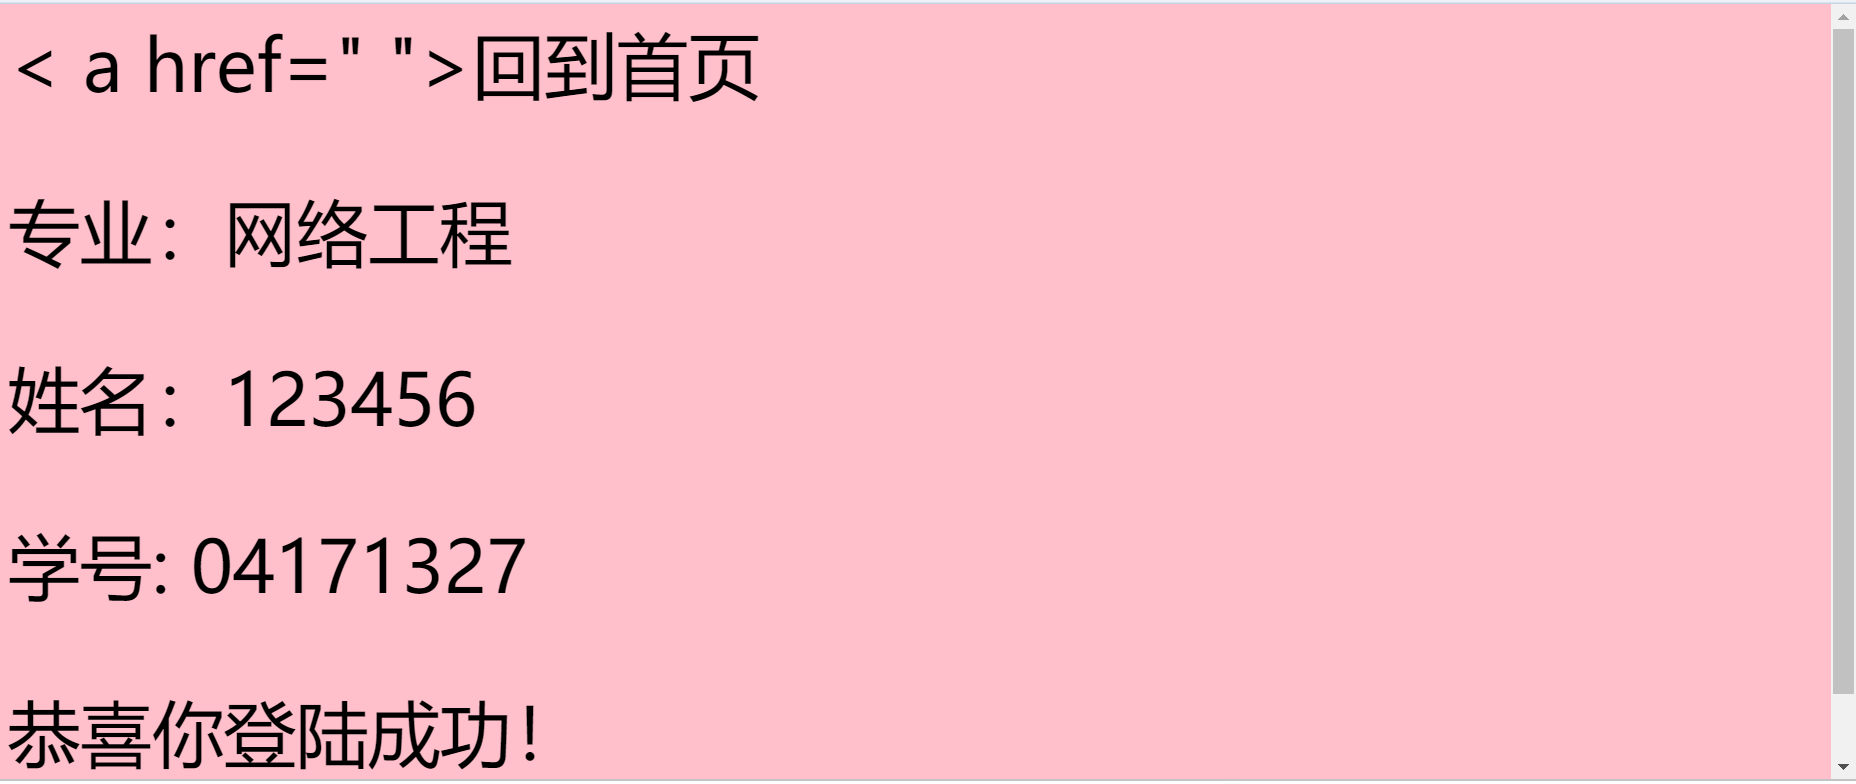 < a href=" ">回到首页
专业：网络工程
姓名：123456
学号: 04171327
恭喜你登陆成功！